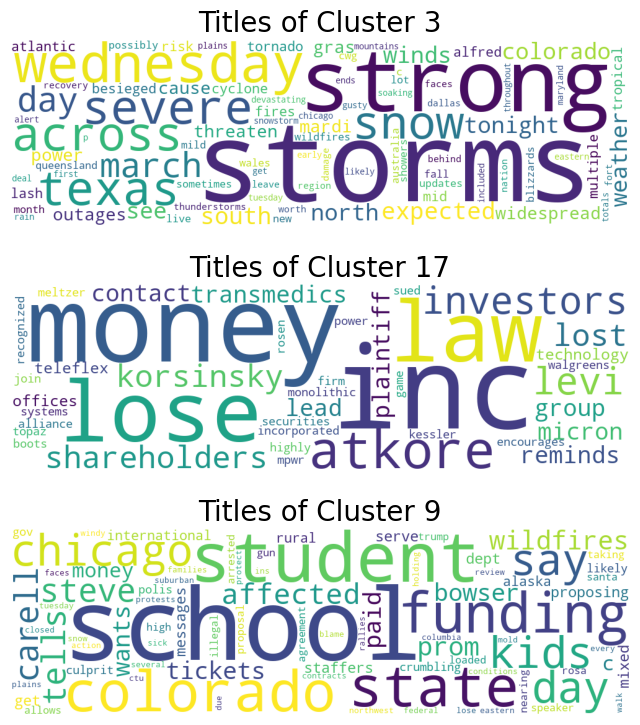 Titles of Cluster 3
atlantic possibly risk plains tornado gras cwg mountains alfred colorado
wednesday winds c lot faces
recovery besieged cause cyclone ends strong throughout maryland tropical
day severe devastating fires chicago soaking gusty dallas
alert snowstorm threaten mardi wildfires snow tonight weather
across p mild
power march queensland wales early storms australia showers behind eastern multiple
deal first texas sometimes get region damage likely updates fall included nation blizzards fort
lash thunderstorms leave tuesday mid totals
month outages see south worth north expected widespread
rain live new
Titles of Cluster 17
meltzer contact transmedics sued investors
recognized money rosen power plaintiff law lost
teleflex technology
join korsinsky firm inc game walgreens levi
offices monolithic
systems lose lead group
alliance securities micron
topaz incorporated kessler encourages
boots shareholders highly mpwr atkore reminds
Titles of Cluster 9
gov windy international rural serve trump wildfires
chicago arrested student gun dept say taking
faces money families protect ins likely
carell steve suburban affected alaska review santa
tuesday polis bowser proposing
protests messages holding
closed tells wants school paid funding
snow action high illegal proposal agreement blame rallies columbia mold every
sick prom kids c mixed
culprit several tickets staffers crumbling loaded rosa
plains conditions nearing walk
get colorado contracts state day
allows ctu due northwest federal lose eastern speaker